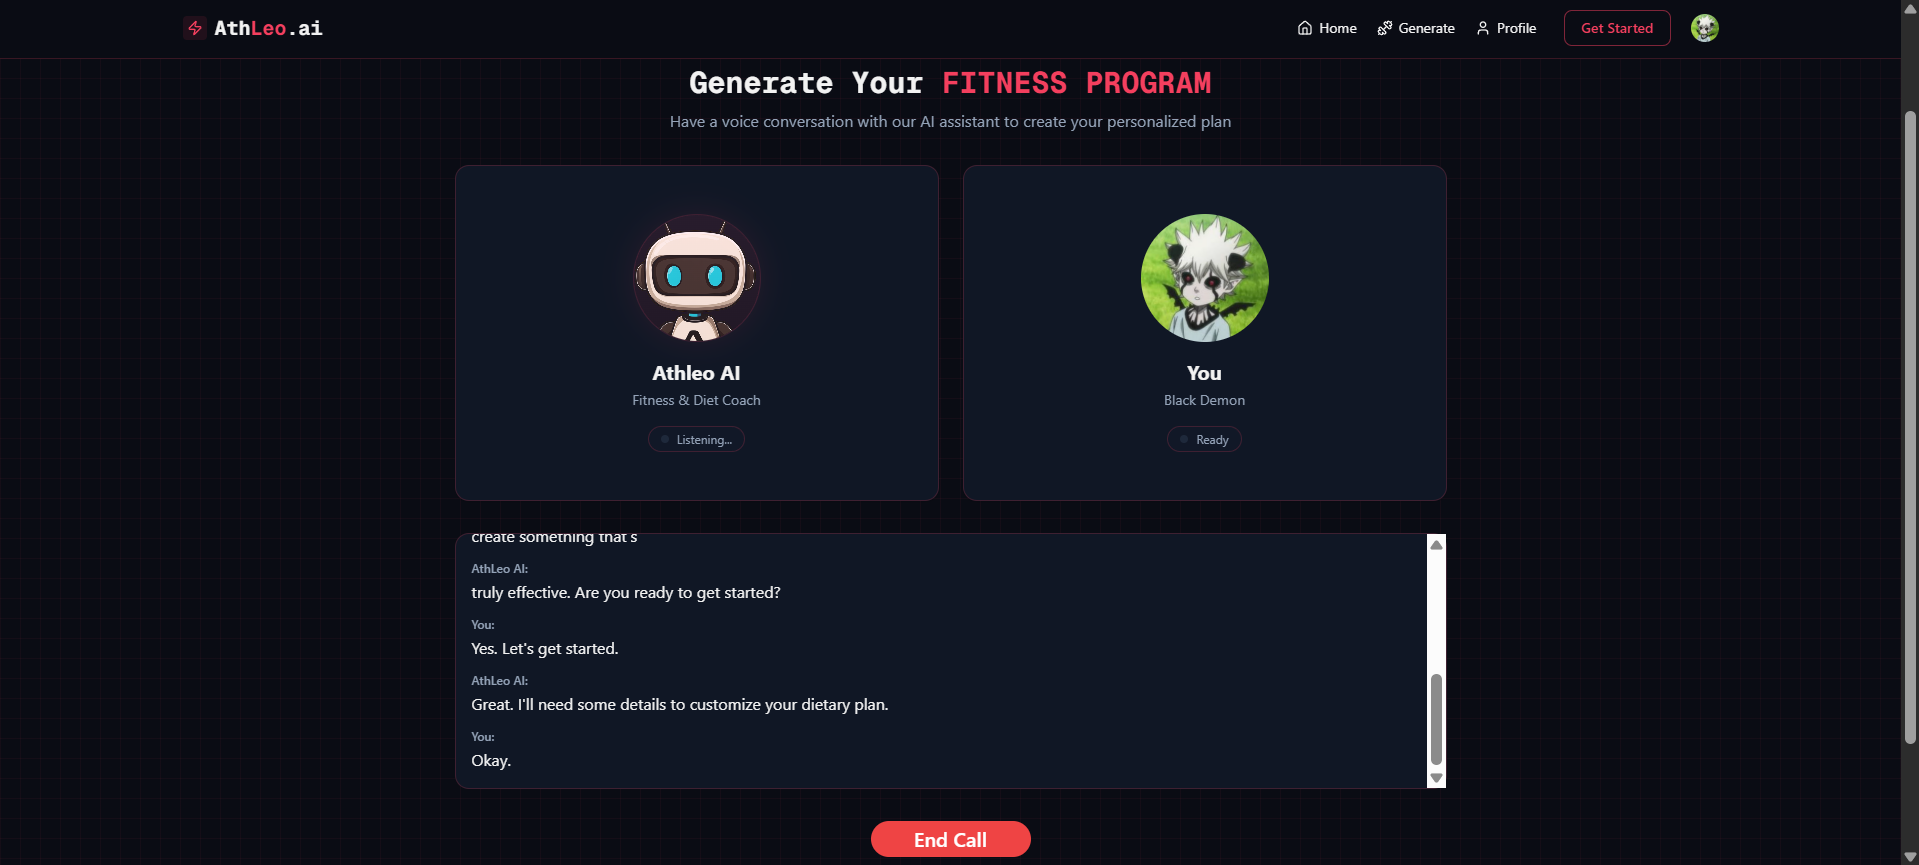 AthLeo.ai
Home
Generate
Profile
Get Started
Generate Your FITNESS PROGRAM
Have a voice conversation with our AI assistant to create your personalized plan
Athleo AI
Fitness & Diet Coach
Listening...
You
Black Demon
Ready
create something that's
AthLeo AI:
truly effective. Are you ready to get started?
You:
Yes. Let's get started.
AthLeo AI:
Great. I'll need some details to customize your dietary plan.
You:
Okay.
End Call